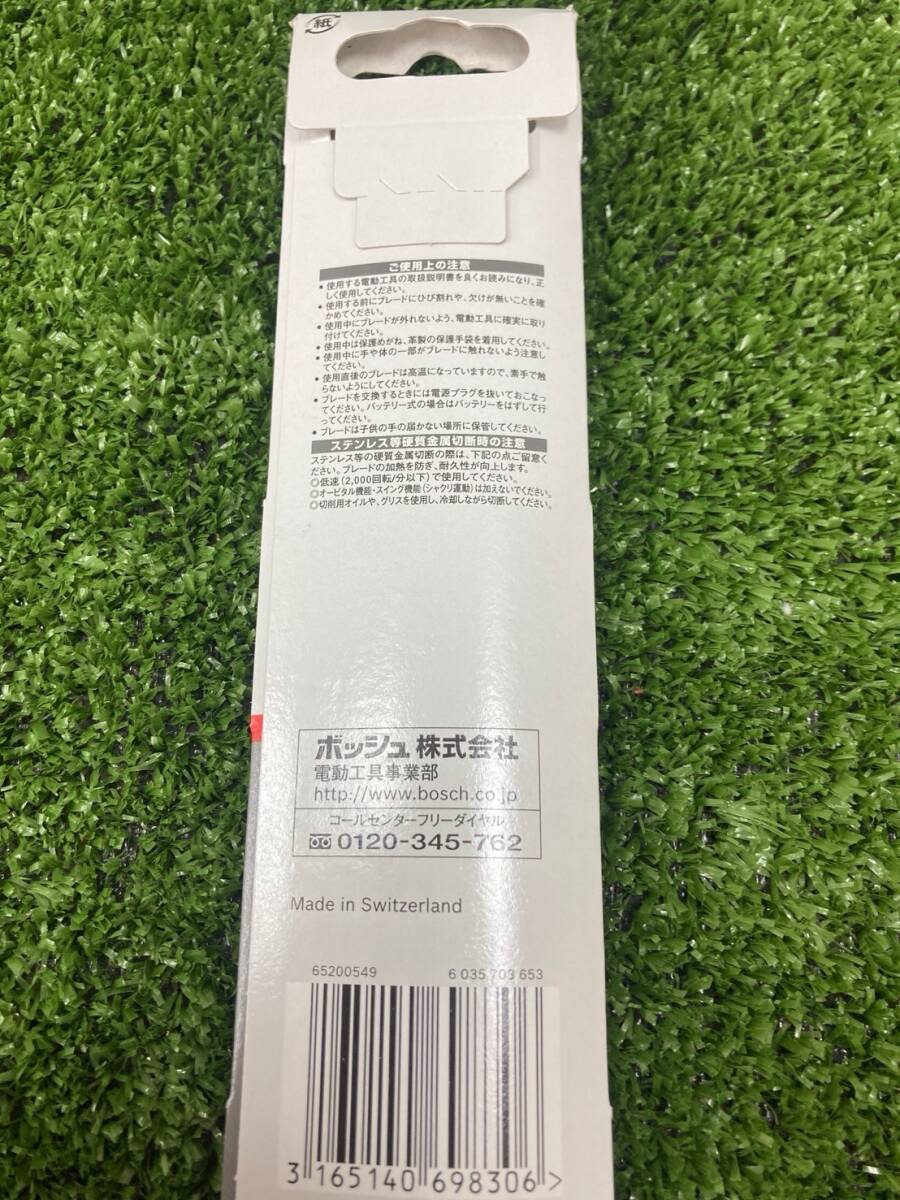 紙
ご使用上の注意
• 使用する電動工具の取扱説明書を良くお読みになり、正
しく使用してください。
• 使用する前にブレードにひび割れや、欠けが無いことを確
かめてください。
• 使用中にブレードが外れないよう、電動工具に確実に取り
付けてください。
• 使用中は保護めがね、革製の保護手袋を着用してください。
• 使用中に手や体の一部がブレードに触れないよう注意し
てください。
• 使用直後のブレードは高温になっていますので、素手で触
らないようにしてください。
• ブレードを交換するときには電源プラグを抜いておこなっ
てください。バッテリー式の場合はバッテリーをはずして行
ってください。
• ブレードは子供の手の届かない場所に保管してください。
ステンレス等硬質金属切断時の注意
ステンレス等の硬質金属切断の際は、下記の点ご留意く
ださい。ブレードの加熱を防ぎ、耐久性が向上します。
◎低速（2,000回転/分以下）で使用してください。
◎オービタル機能・スイング機能（シャクリ運動）は加えないでください。
◎切削用オイルや、グリスを使用し、冷却しながら切断してください。
ボッシュ株式会社
電動工具事業部
http://www.bosch.co.jp
コールセンターフリーダイヤル
0120-345-762
Made in Switzerland
65200549 6 035 709 653
3 165140 698306 >